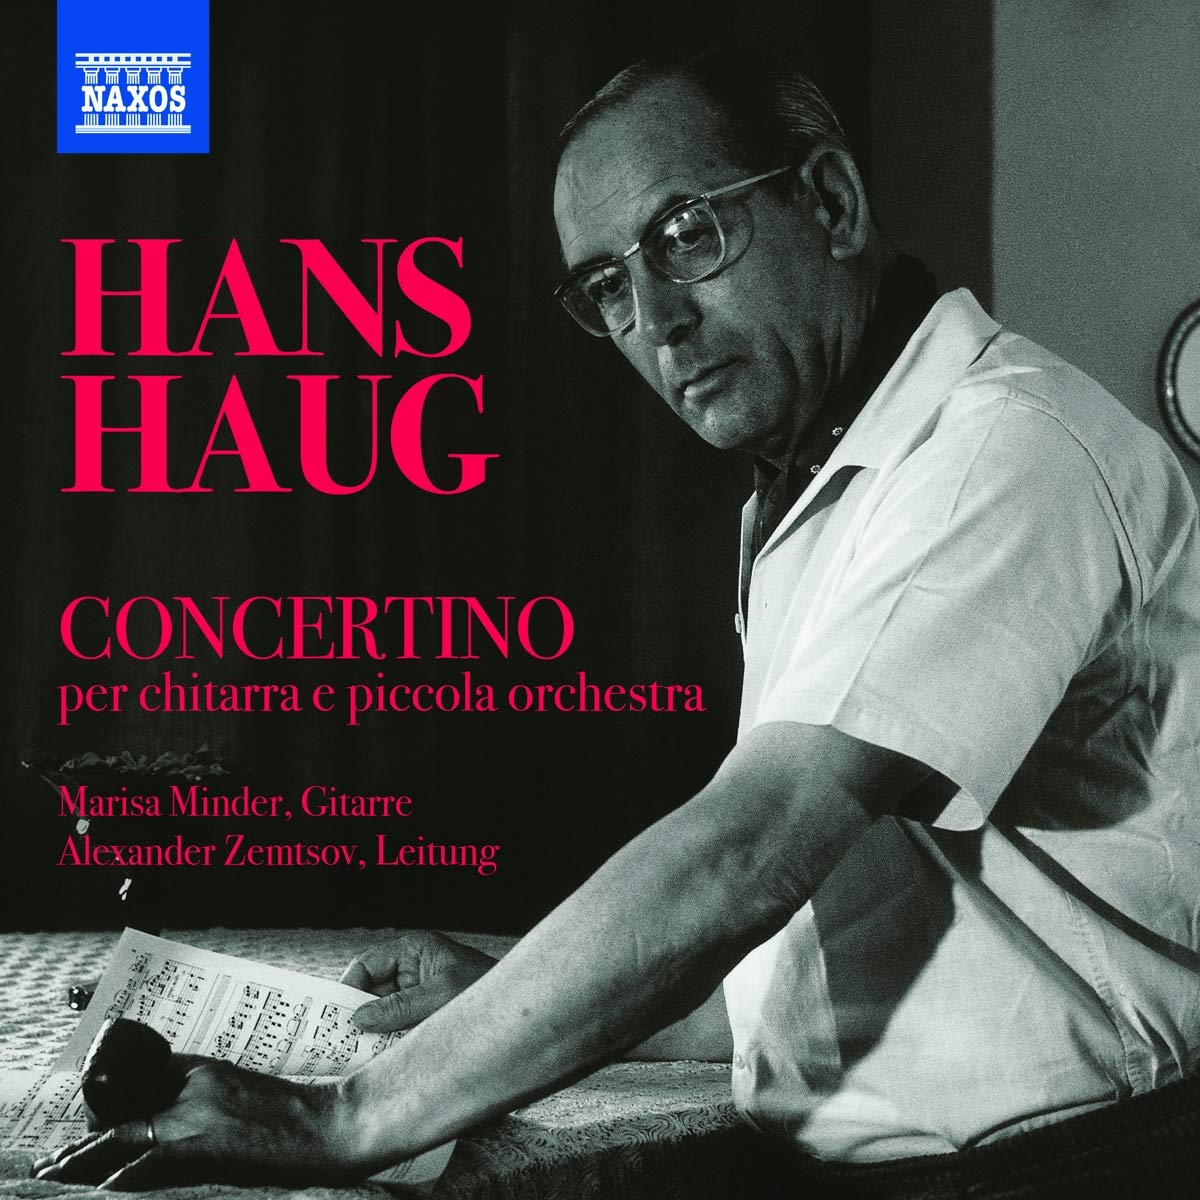 NAXOS
HANS
HAUG
CONCERTINO
per chitarra e piccola orchestra
Marisa Minder, Gitarre
Alexander Zemtsov, Leitung